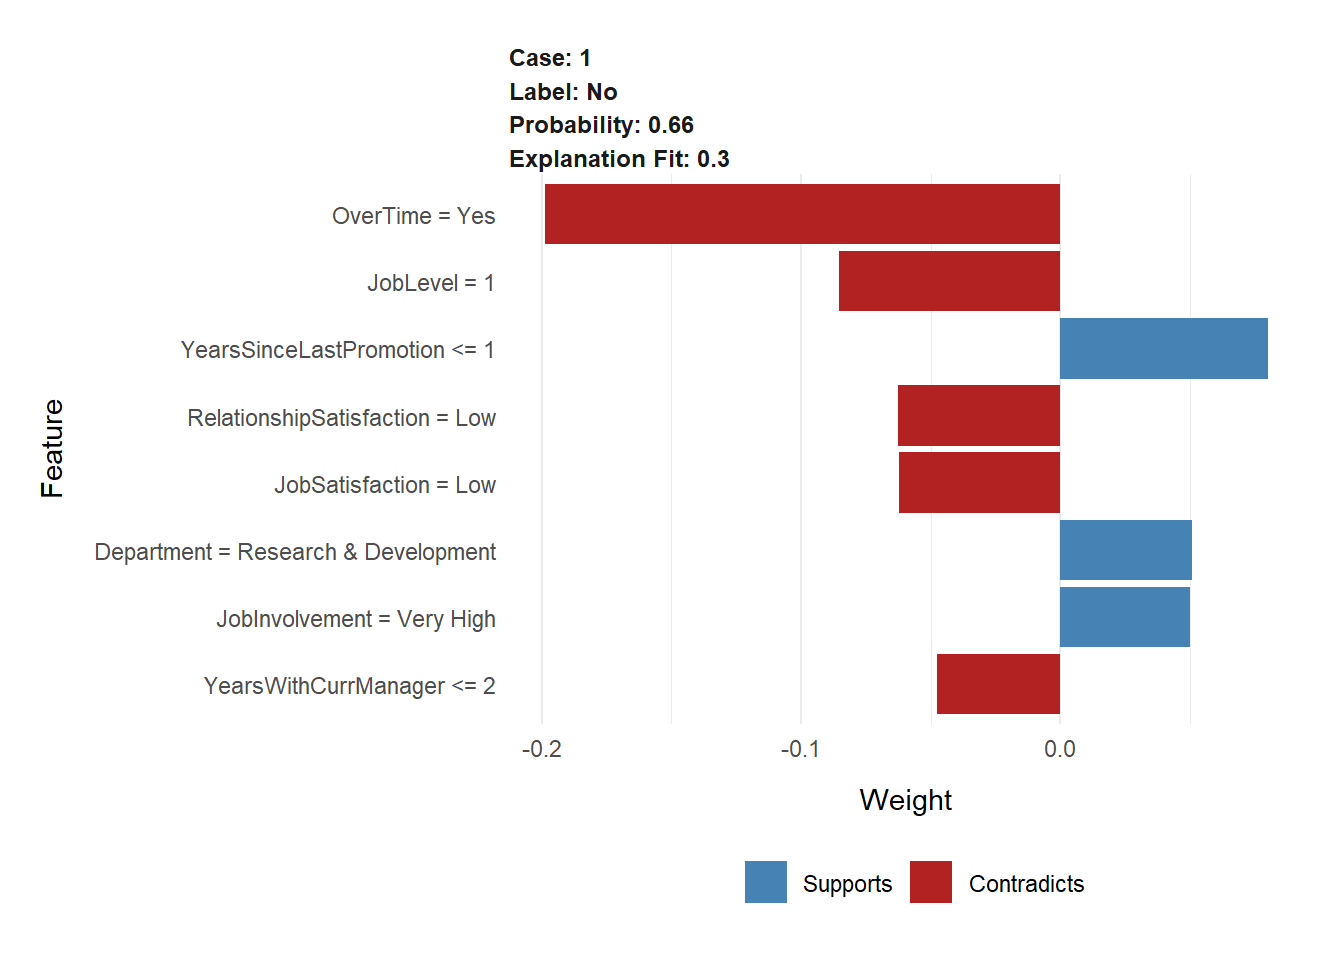 Case: 1
Label: No
Probability: 0.66
Explanation Fit: 0.3
OverTime = Yes
JobLevel = 1
YearsSinceLastPromotion <= 1
RelationshipSatisfaction = Low
JobSatisfaction = Low
Department = Research & Development
JobInvolvement = Very High
YearsWithCurrManager <= 2
Feature
-0.2 -0.1 0.0
Weight
Supports Contradicts